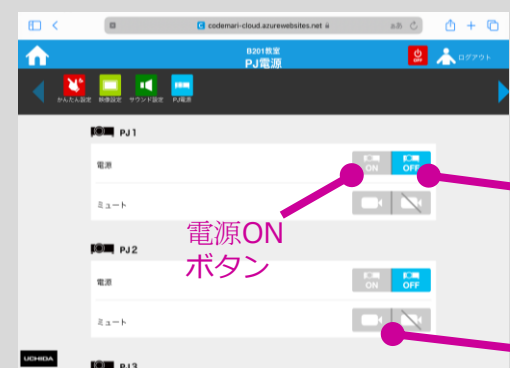 codemari-cloud.azurewebsites.net
ああ
B201教室
PJ電源
OFF
ログアウト
かんたん設定 映像設定 サウンド設定 PJ電源
PJ1
電源
ON OFF
ミュート
電源ON
ボタン
PJ2
電源
ON OFF
ミュート
UCHIDA
PJ3